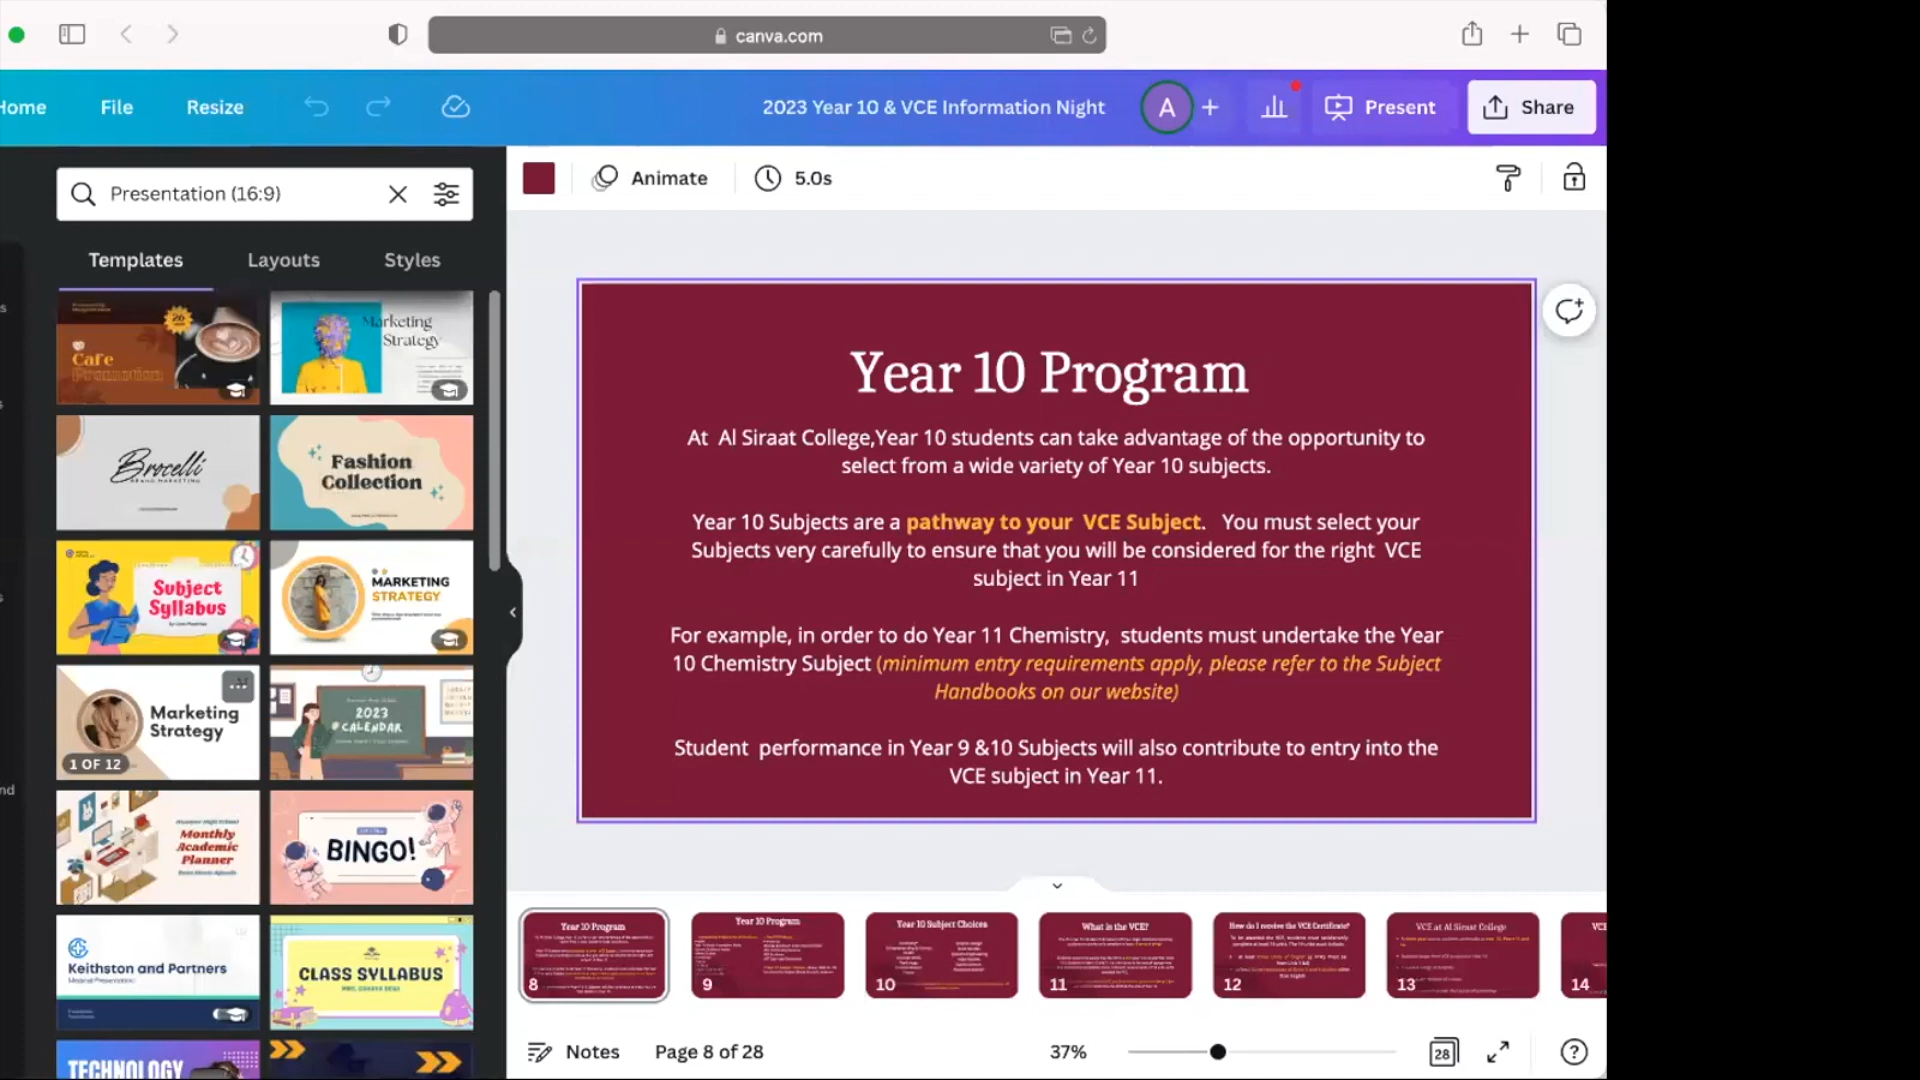 canva.com
Home
File
Resize
2023 Year 10 & VCE Information Night
A
Present
Share
Presentation (16:9)
Animate
5.0s
Templates
Layouts
Styles
26
Cafe
Promotion
Marketing
Strategy
Brocelli
Fashion
Collection
Subject
Syllabus
MARKETING
STRATEGY
Marketing
Strategy
1 OF 12
2023
#CALENDAR
Monthly
Academic
Planner
BINGO!
Keithston and Partners
CLASS SYLLABUS
TECHNOLOGY
Year 10 Program
At  Al Siraat College,Year 10 students can take advantage of the opportunity to
select from a wide variety of Year 10 subjects.
Year 10 Subjects are a pathway to your  VCE Subject.   You must select your
Subjects very carefully to ensure that you will be considered for the right  VCE
subject in Year 11
For example, in order to do Year 11 Chemistry,  students must undertake the Year
10 Chemistry Subject (minimum entry requirements apply, please refer to the Subject
Handbooks on our website)
Student  performance in Year 9 &10 Subjects will also contribute to entry into the
VCE subject in Year 11.
Year 10 Program
8
Year 10 Program
9
Year 10 Subject Choices
10
What is the VCE?
11
How do I receive the VCE Certificate?
12
VCE at Al Siraat College
13
14
Notes
Page 8 of 28
37%
28